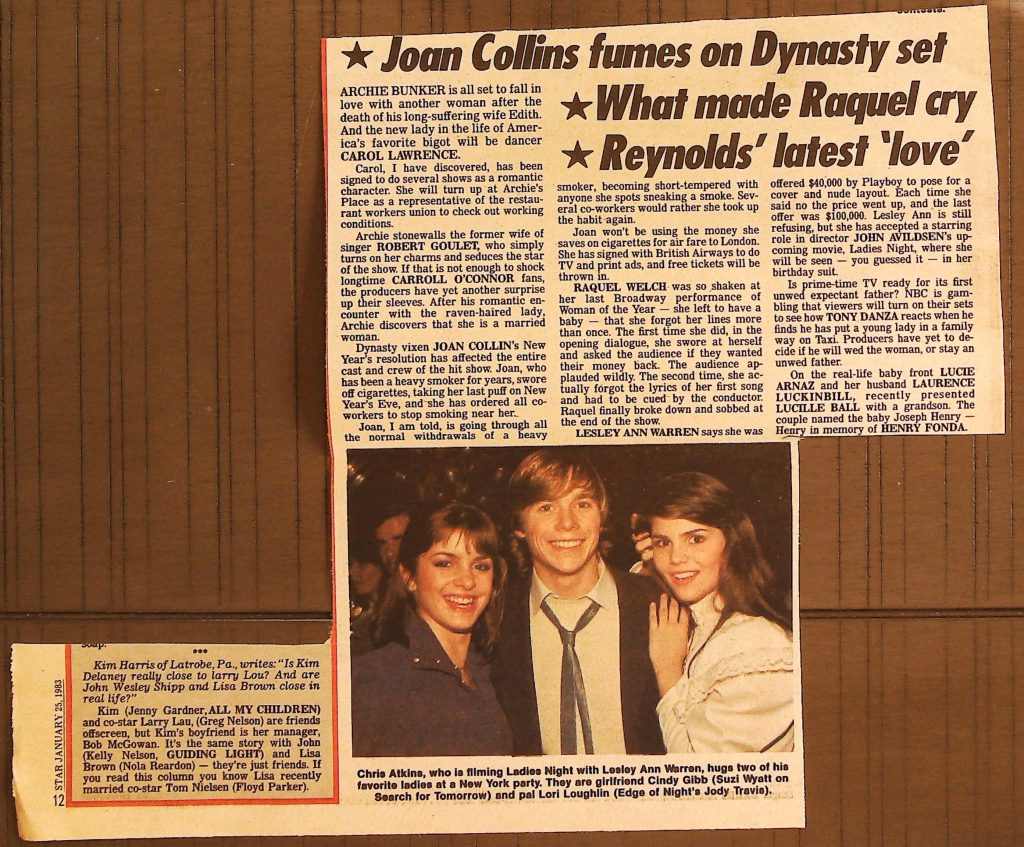 contests.
★ Joan Collins fumes on Dynasty set
★ What made Raquel cry
★ Reynolds' latest 'love'
ARCHIE BUNKER is all set to fall in
love with another woman after the
death of his long-suffering wife Edith.
And the new lady in the life of Amer-
ica's favorite bigot will be dancer
CAROL LAWRENCE.
Carol, I have discovered, has been
signed to do several shows as a romantic
character. She will turn up at Archie's
Place as a representative of the restau-
rant workers union to check out working
conditions.
Archie stonewalls the former wife of
singer ROBERT GOULET, who simply
turns on her charms and seduces the star
of the show. If that is not enough to shock
longtime CARROLL O'CONNOR fans,
the producers have yet another surprise
up their sleeves. After his romantic en-
counter with the raven-haired lady,
Archie discovers that she is a married
woman.
Dynasty vixen JOAN COLLIN's New
Year's resolution has affected the entire
cast and crew of the hit show. Joan, who
has been a heavy smoker for years, swore
off cigarettes, taking her last puff on New
Year's Eve, and she has ordered all co-
workers to stop smoking near her.
Joan, I am told, is going through all
the normal withdrawals of a heavy
smoker, becoming short-tempered with
anyone she spots sneaking a smoke. Sev-
eral co-workers would rather she took up
the habit again.
Joan won't be using the money she
saves on cigarettes for air fare to London.
She has signed with British Airways to do
TV and print ads, and free tickets will be
thrown in.
RAQUEL WELCH was so shaken at
her last Broadway performance of
Woman of the Year — she left to have a
baby — that she forgot her lines more
than once. The first time she did, in the
opening dialogue, she swore at herself
and asked the audience if they wanted
their money back. The audience ap-
plauded wildly. The second time, she ac-
tually forgot the lyrics of her first song
and had to be cued by the conductor.
Raquel finally broke down and sobbed at
the end of the show.
LESLEY ANN WARREN says she was
offered $40,000 by Playboy to pose for a
cover and nude layout. Each time she
said no the price went up, and the last
offer was $100,000. Lesley Ann is still
refusing, but she has accepted a starring
role in director JOHN AVILDSEN's up-
coming movie, Ladies Night, where she
will be seen — you guessed it — in her
birthday suit.
Is prime-time TV ready for its first
unwed expectant father? NBC is gam-
bling that viewers will turn on their sets
to see how TONY DANZA reacts when he
finds he has put a young lady in a family
way on Taxi. Producers have yet to de-
cide if he will wed the woman, or stay an
unwed father.
On the real-life baby front LUCIE
ARNAZ and her husband LAURENCE
LUCKINBILL, recently presented
LUCILLE BALL with a grandson. The
couple named the baby Joseph Henry —
Henry in memory of HENRY FONDA.
Chris Atkins, who is filming Ladies Night with Lesley Ann Warren, hugs two of his
favorite ladies at a New York party. They are girlfriend Cindy Gibb (Suzi Wyatt on
Search for Tomorrow) and pal Lori Loughlin (Edge of Night's Jody Travis).
soap.
•••
Kim Harris of Latrobe, Pa., writes: "Is Kim
Delaney really close to larry Lou? And are
John Wesley Shipp and Lisa Brown close in
real life?"
Kim (Jenny Gardner, ALL MY CHILDREN)
and co-star Larry Lau, (Greg Nelson) are friends
offscreen, but Kim's boyfriend is her manager,
Bob McGowan. It's the same story with John
(Kelly Nelson, GUIDING LIGHT) and Lisa
Brown (Nola Reardon) — they're just friends. If
you read this column you know Lisa recently
married co-star Tom Nielsen (Floyd Parker).
STAR JANUARY 25, 1983
12